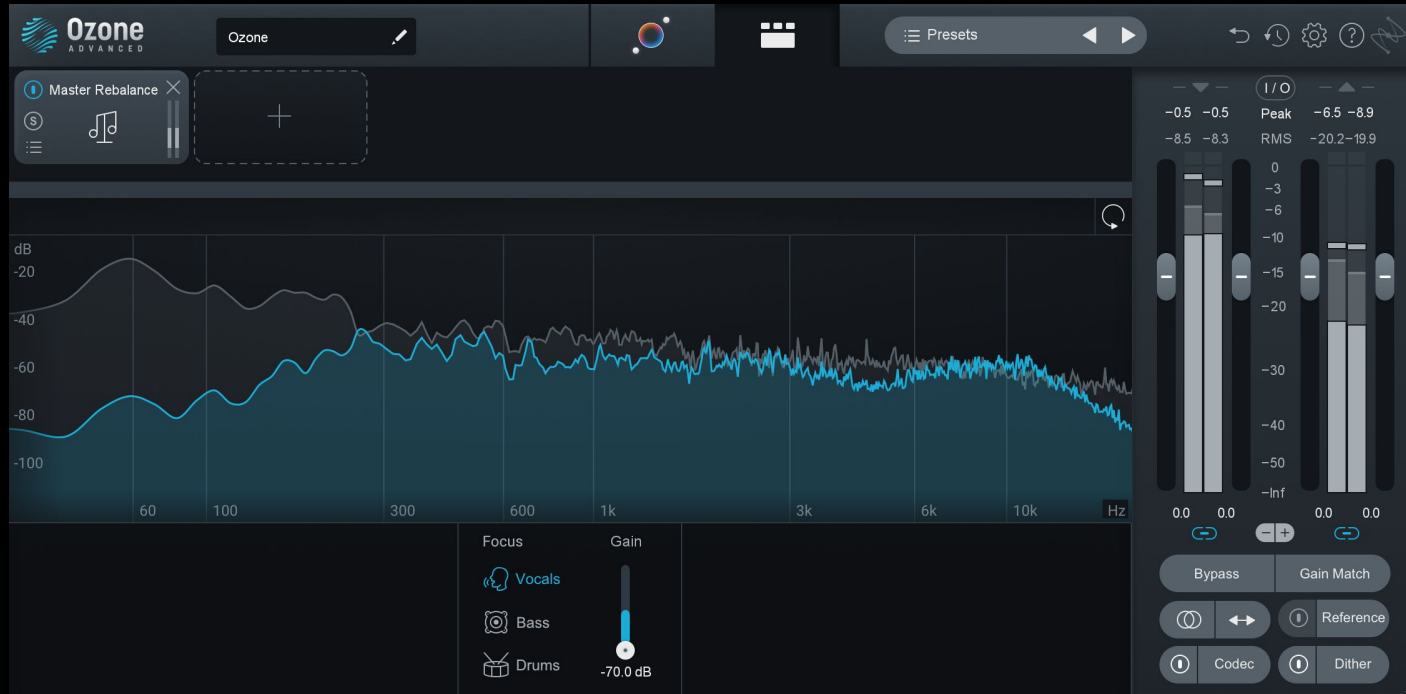 Ozone
ADVANCED
Ozone
Presets
?
Master Rebalance
S
I / O
-0.5 -0.5 Peak -6.5 -8.9
-8.5 -8.3 RMS -20.2-19.9
0
-3
-6
-10
-15
-20
-30
-40
-50
-Inf
0.0 0.0 0.0 0.0
dB
-20
-40
-60
-80
-100
60 100 300 600 1k 3k 6k 10k Hz
Focus Gain
Vocals
Bass
Drums
-70.0 dB
Bypass Gain Match
Reference
Codec Dither